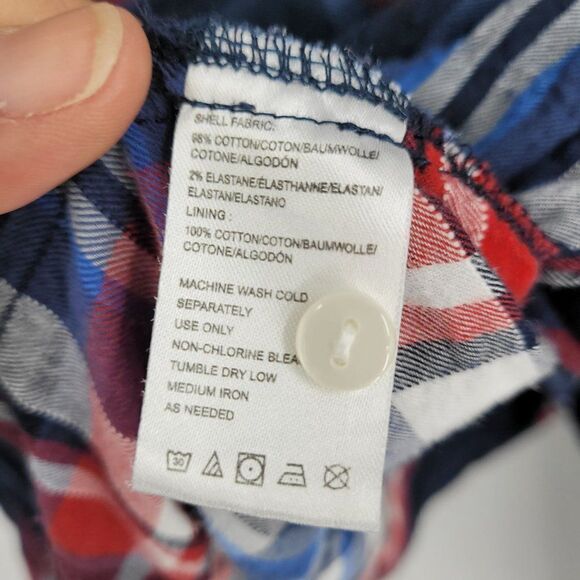 SHELL FABRIC:
98% COTTON/COTON/BAUMWOLLE/
COTONE/ALGODÓN
2% ELASTANE/ÉLASTHANNE/ELASTAN/
ELASTAN/ELASTANO
LINING :
100% COTTON/COTON/BAUMWOLLE/
COTONE/ALGODÓN
MACHINE WASH COLD
SEPARATELY
USE ONLY
NON-CHLORINE BLEA
TUMBLE DRY LOW
MEDIUM IRON
AS NEEDED
30